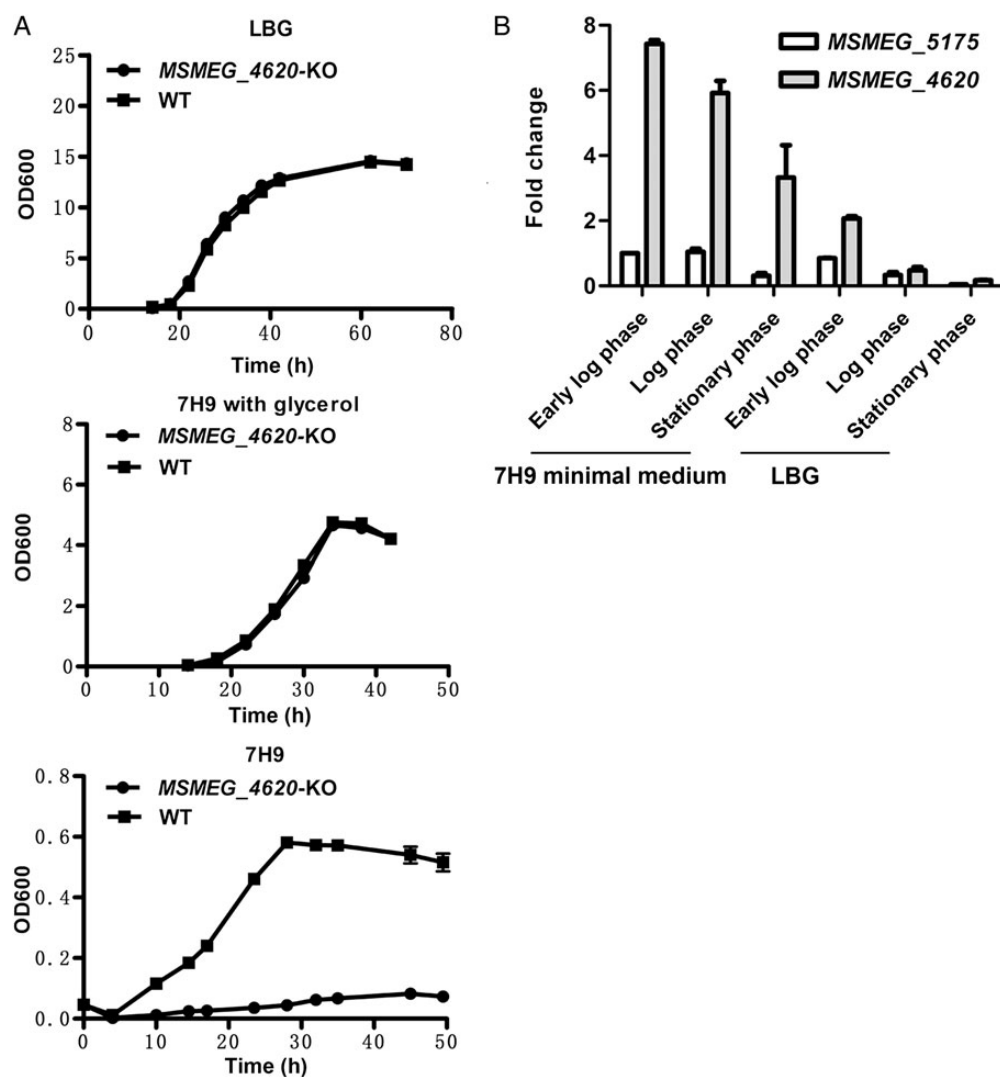 A
LBG
MSMEG_4620-KO
WT
OD600
25
20
15
10
5
0
0 20 40 60 80
Time (h)
7H9 with glycerol
MSMEG_4620-KO
WT
OD600
8
6
4
2
0
0 10 20 30 40 50
Time (h)
7H9
MSMEG_4620-KO
WT
OD600
0.8
0.6
0.4
0.2
0.0
0 10 20 30 40 50
Time (h)
B
MSMEG_5175
MSMEG_4620
Fold change
8
6
4
2
0
Early log phase
Log phase
Stationary phase
Early log phase
Log phase
Stationary phase
7H9 minimal medium
LBG